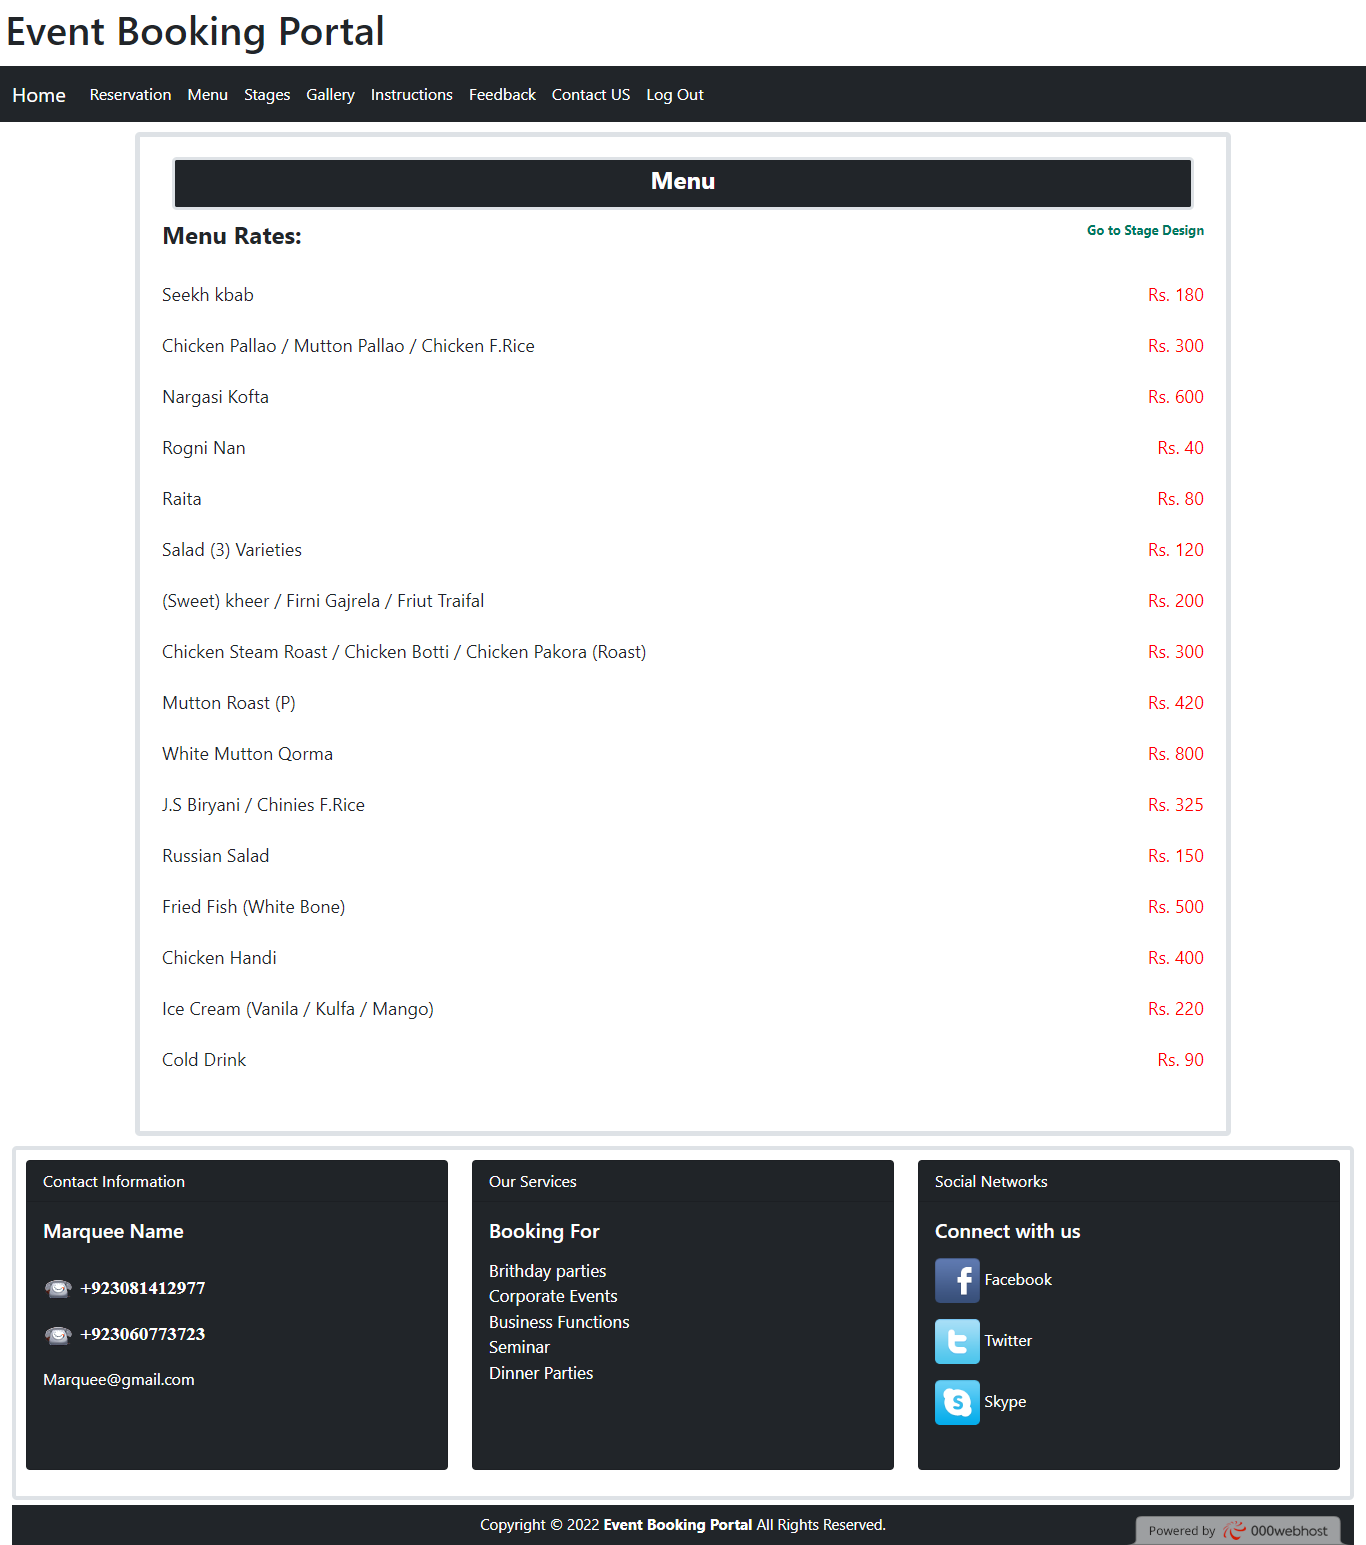 Event Booking Portal
Home Reservation Menu Stages Gallery Instructions Feedback Contact US Log Out
Menu
Menu Rates: Go to Stage Design
Seekh kbab Rs. 180
Chicken Pallao / Mutton Pallao / Chicken F.Rice Rs. 300
Nargasi Kofta Rs. 600
Rogni Nan Rs. 40
Raita Rs. 80
Salad (3) Varieties Rs. 120
(Sweet) kheer / Firni Gajrela / Friut Traifal Rs. 200
Chicken Steam Roast / Chicken Botti / Chicken Pakora (Roast) Rs. 300
Mutton Roast (P) Rs. 420
White Mutton Qorma Rs. 800
J.S Biryani / Chinies F.Rice Rs. 325
Russian Salad Rs. 150
Fried Fish (White Bone) Rs. 500
Chicken Handi Rs. 400
Ice Cream (Vanila / Kulfa / Mango) Rs. 220
Cold Drink Rs. 90
Contact Information
Marquee Name
+923081412977
+923060773723
Marquee@gmail.com
Our Services
Booking For
Brithday parties
Corporate Events
Business Functions
Seminar
Dinner Parties
Social Networks
Connect with us
Facebook
Twitter
Skype
Copyright © 2022 Event Booking Portal All Rights Reserved.
Powered by 000webhost